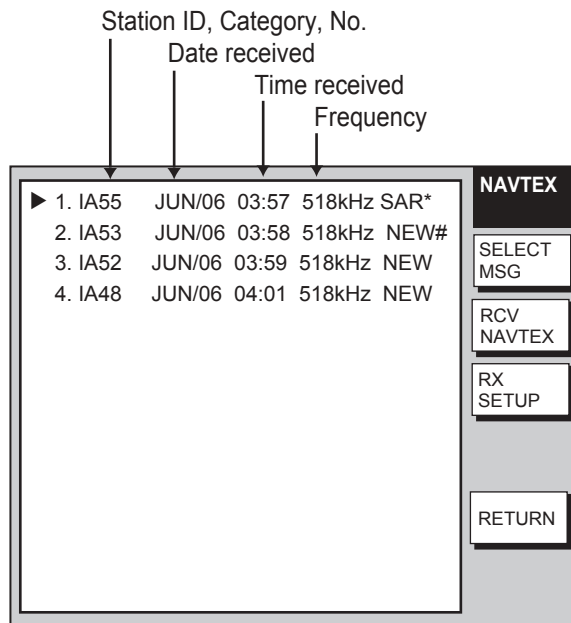 Station ID, Category, No.
Date received
Time received
Frequency
▶ 1. IA55 JUN/06 03:57 518kHz SAR*
2. IA53 JUN/06 03:58 518kHz NEW#
3. IA52 JUN/06 03:59 518kHz NEW
4. IA48 JUN/06 04:01 518kHz NEW
NAVTEX
SELECT
MSG
RCV
NAVTEX
RX
SETUP
RETURN